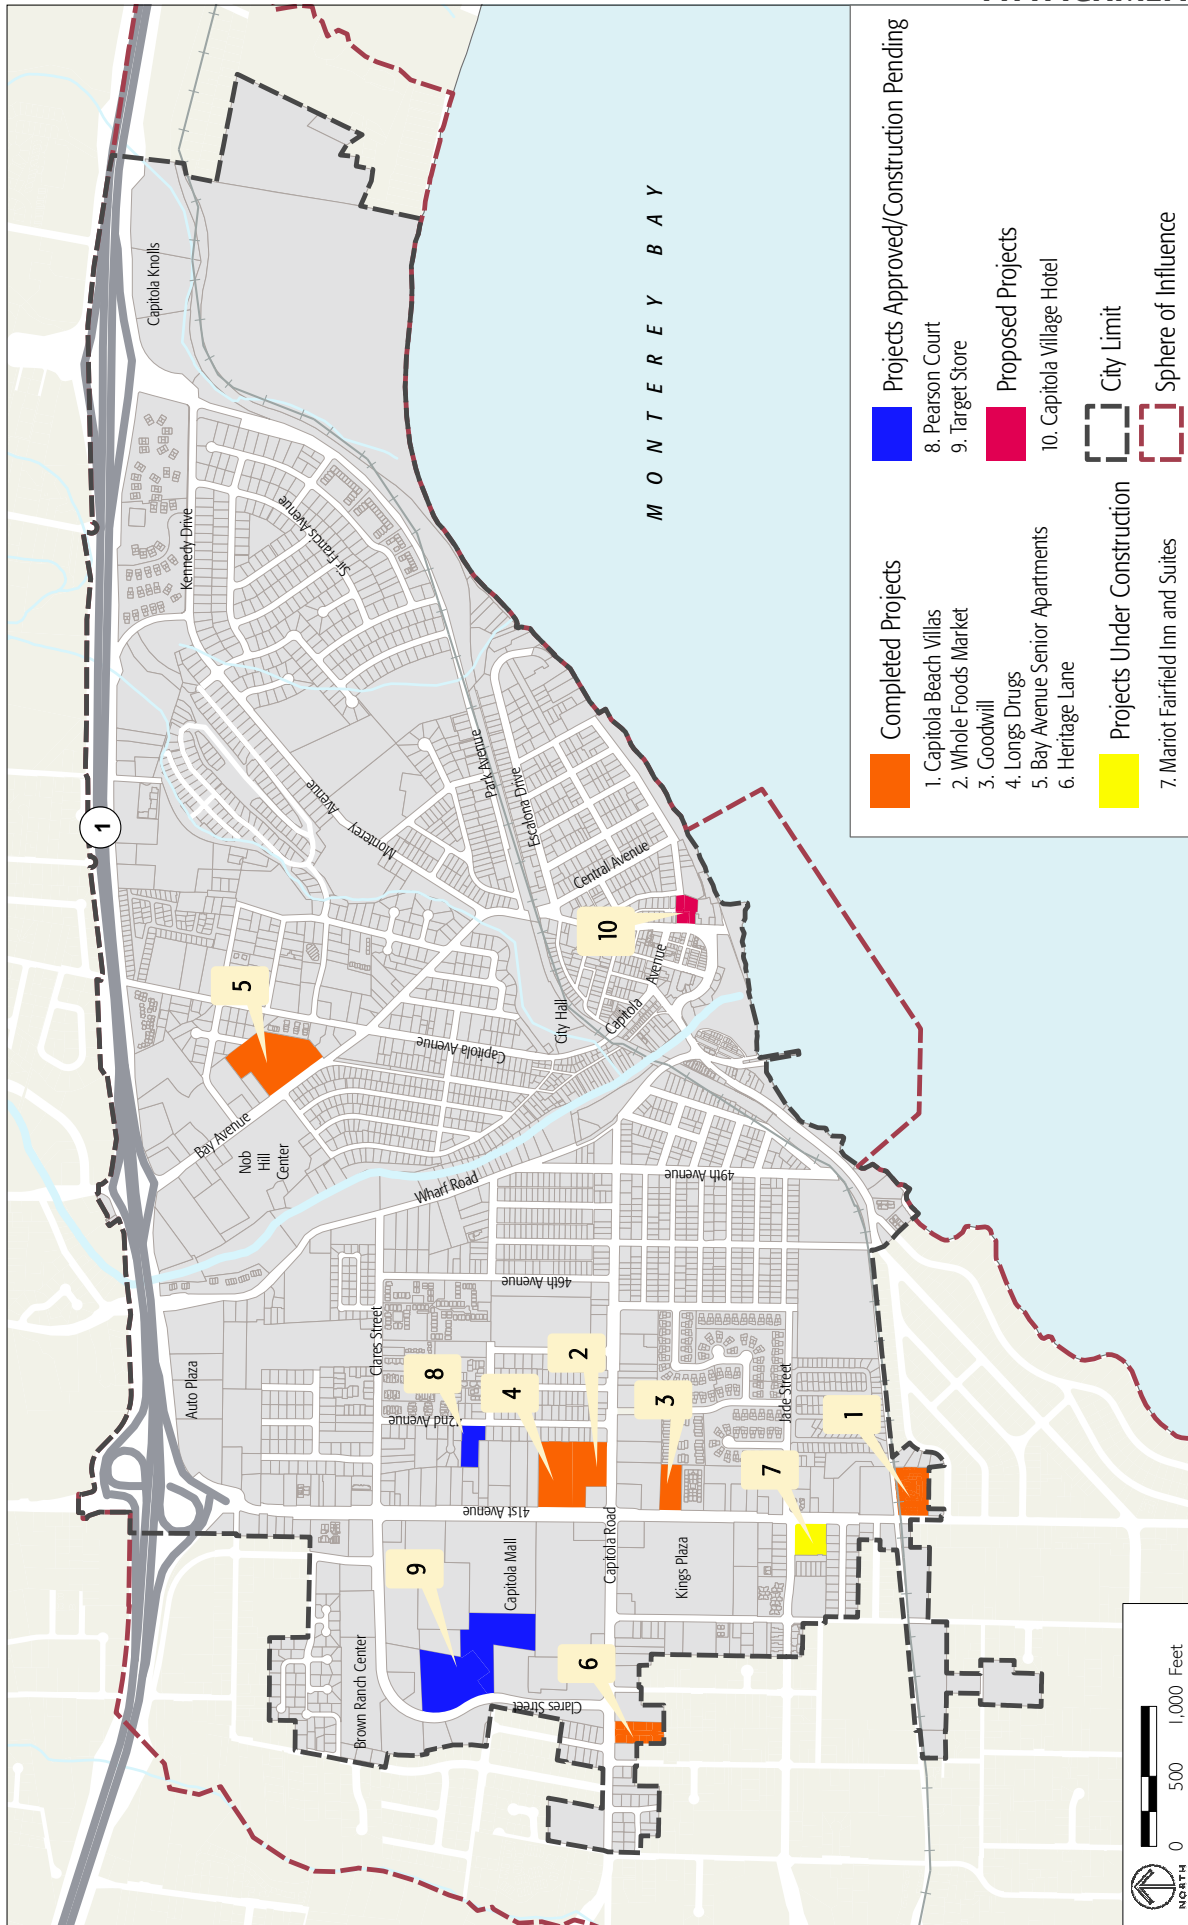 Capitola Knolls
Kennedy Drive
Sir Francis Avenue
1
Monterey Avenue
Park Avenue
Escalona Drive
Central Avenue
10
5
City Hall
Capitola Avenue
Capitola Avenue
Bay Avenue
Nob
Hill
Center
Wharf Road
49th Avenue
46th Avenue
Clares Street
Auto Plaza
42nd Avenue
8
4
2
3
Jade Street
1
7
41st Avenue
Capitola Road
Capitola Mall
Kings Plaza
9
Brown Ranch Center
Clares Street
6
MONTEREY BAY
Completed Projects
1. Capitola Beach Villas
2. Whole Foods Market
3. Goodwill
4. Longs Drugs
5. Bay Avenue Senior Apartments
6. Heritage Lane
Projects Under Construction
7. Mariot Fairfield Inn and Suites
Projects Approved/Construction Pending
8. Pearson Court
9. Target Store
Proposed Projects
10. Capitola Village Hotel
City Limit
Sphere of Influence
NORTH
0 500 1,000 Feet